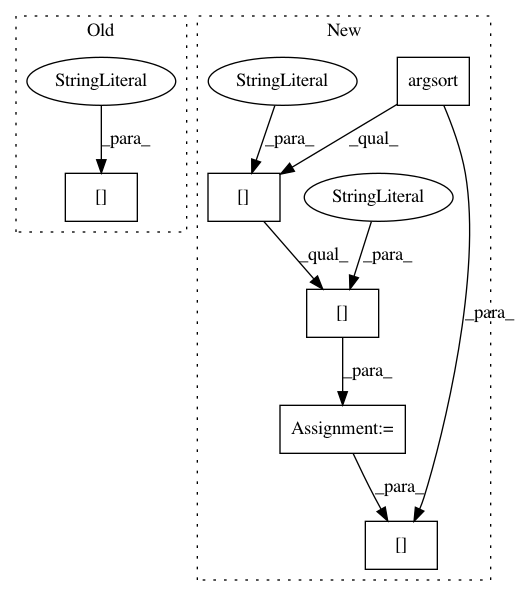 Old
New
StringLiteral
StringLiteral
argsort
_para_
_para_
_qual_
[]
[]
StringLiteral
_qual_
_para_
[]
_para_
_para_
Assignment:=
_para_
[]